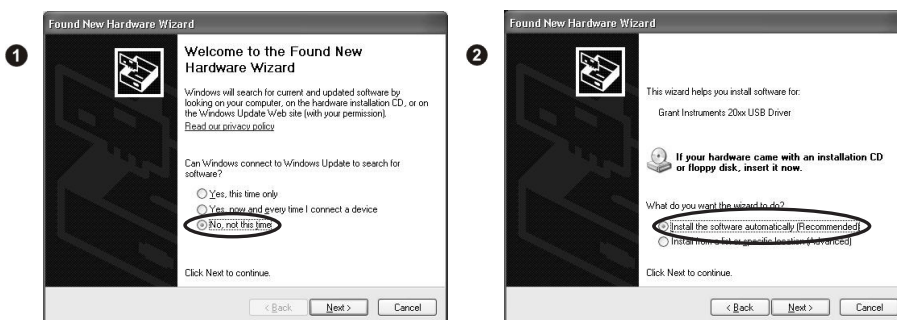 1
Found New Hardware Wizard
Welcome to the Found New
Hardware Wizard
Windows will search for current and updated software by
looking on your computer, on the hardware installation CD, or on
the Windows Update Web site (with your permission).
Read our privacy policy
Can Windows connect to Windows Update to search for
software?
Yes, this time only
Yes, now and every time I connect a device
No, not this time
Click Next to continue.
< Back
Next >
Cancel
2
Found New Hardware Wizard
This wizard helps you install software for:
Grant Instruments 20xx USB Driver
If your hardware came with an installation CD
or floppy disk, insert it now.
What do you want the wizard to do?
Install the software automatically (Recommended)
Install from a list or specific location (Advanced)
Click Next to continue.
< Back
Next >
Cancel